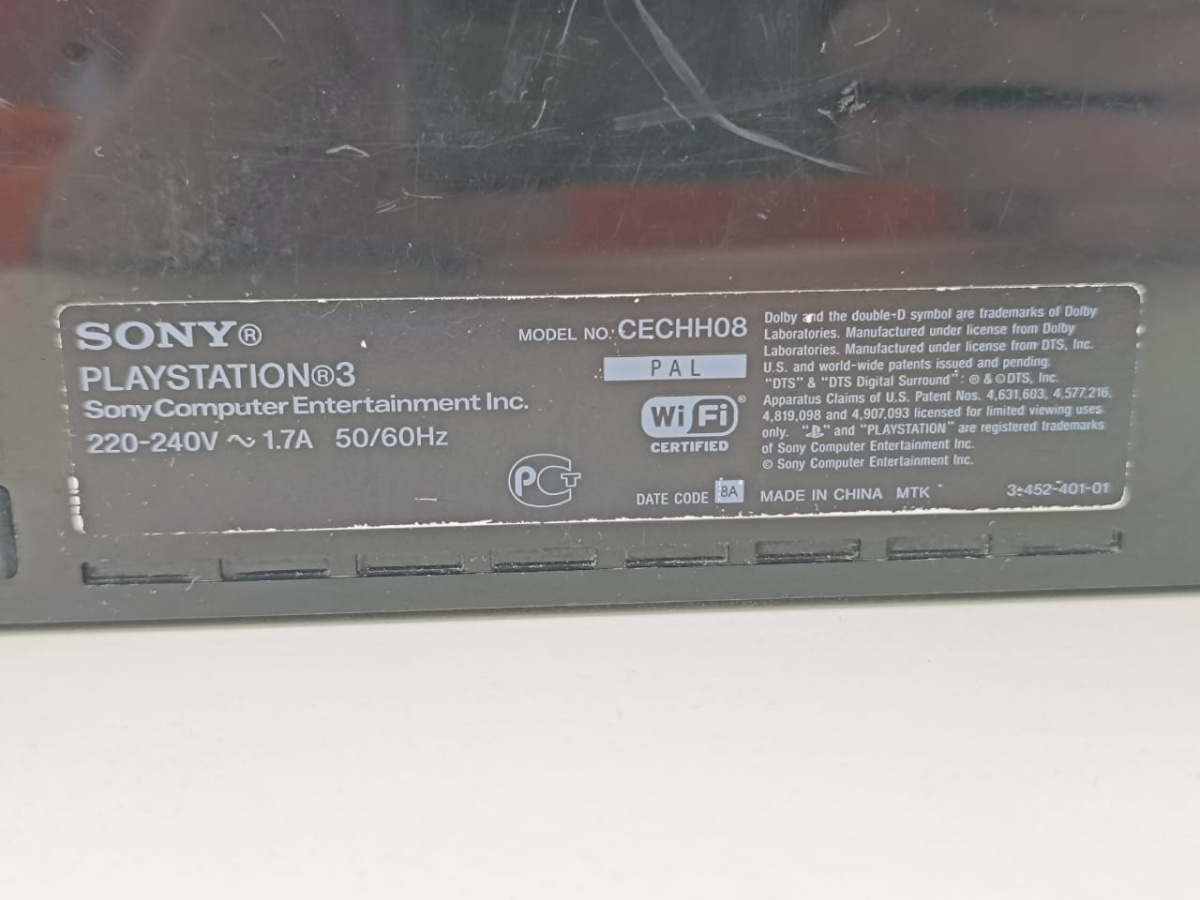 SONY®
PLAYSTATION®3
Sony Computer Entertainment Inc.
220-240V ~ 1.7A 50/60Hz
MODEL NO. CECHH08
PAL
Wi Fi ®
CERTIFIED
PCT
DATE CODE 8A
Dolby and the double-D symbol are trademarks of Dolby
Laboratories. Manufactured under license from Dolby
Laboratories. Manufactured under license from DTS, Inc.
U.S. and world-wide patents issued and pending.
"DTS" & "DTS Digital Surround": ® & © DTS, Inc.
Apparatus Claims of U.S. Patent Nos. 4,631,603, 4,577,216,
4,819,098 and 4,907,093 licensed for limited viewing uses
only. "PS" and "PLAYSTATION" are registered trademarks
of Sony Computer Entertainment Inc.
© Sony Computer Entertainment Inc.
MADE IN CHINA MTK
3-452-401-01